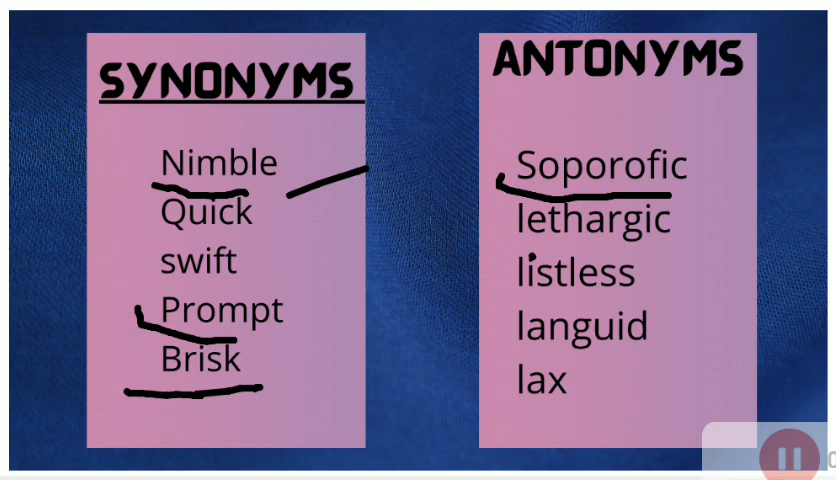 SYNONYMS
Nimble
Quick
swift
Prompt
Brisk
ANTONYMS
Soporofic
lethargic
listless
languid
lax